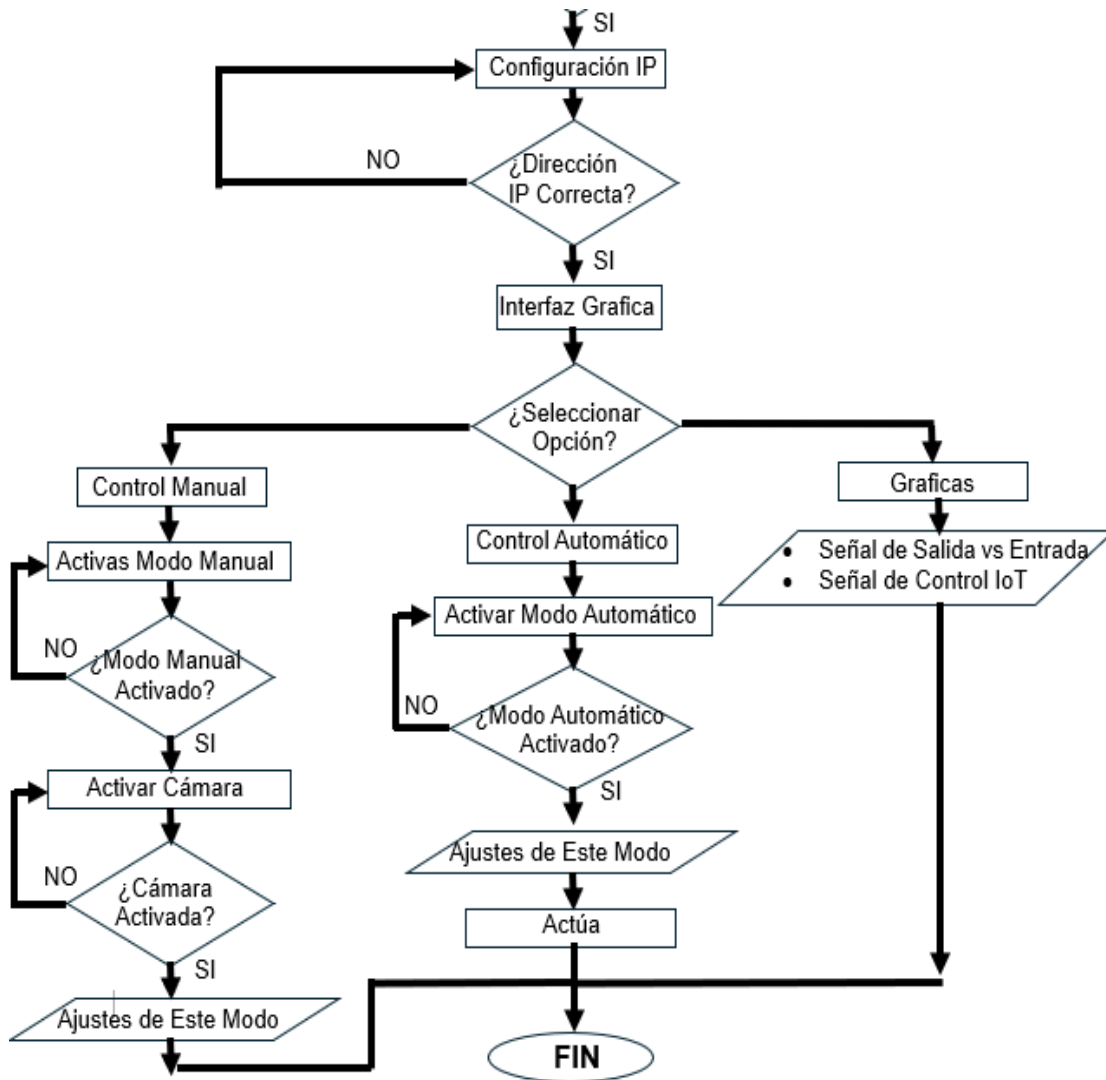 SI
Configuración IP
NO
¿Dirección
IP Correcta?
SI
Interfaz Grafica
¿Seleccionar
Opción?
Control Manual
Activas Modo Manual
NO
¿Modo Manual
Activado?
SI
Activar Cámara
NO
¿Cámara
Activada?
SI
Ajustes de Este Modo
Control Automático
Activar Modo Automático
NO
¿Modo Automático
Activado?
SI
Ajustes de Este Modo
Actúa
Graficas
• Señal de Salida vs Entrada
• Señal de Control IoT
FIN